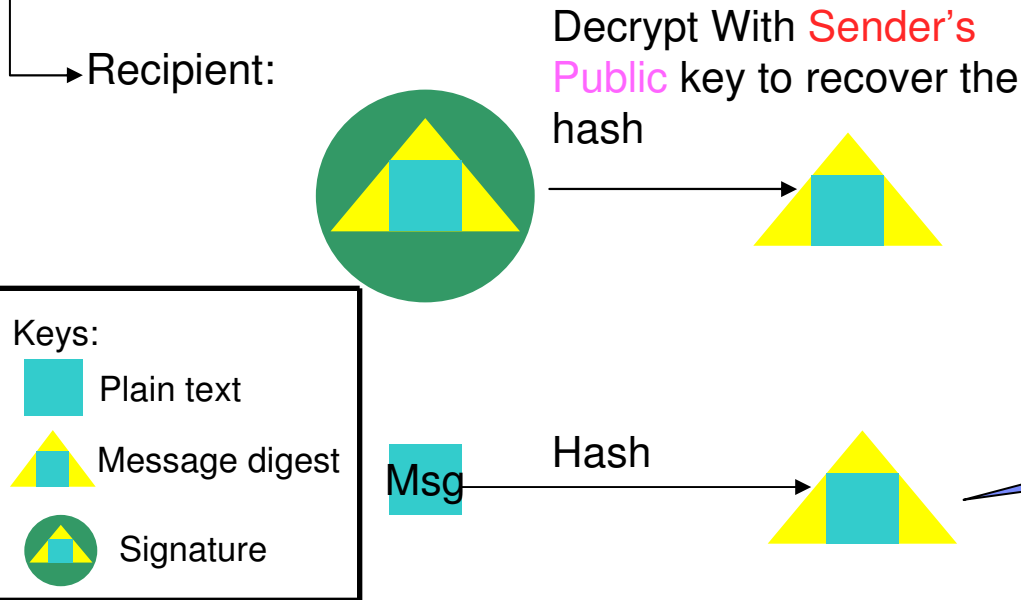 Recipient:
Decrypt With Sender's
Public key to recover the
hash
Keys:
Plain text
Message digest
Signature
Msg
Hash